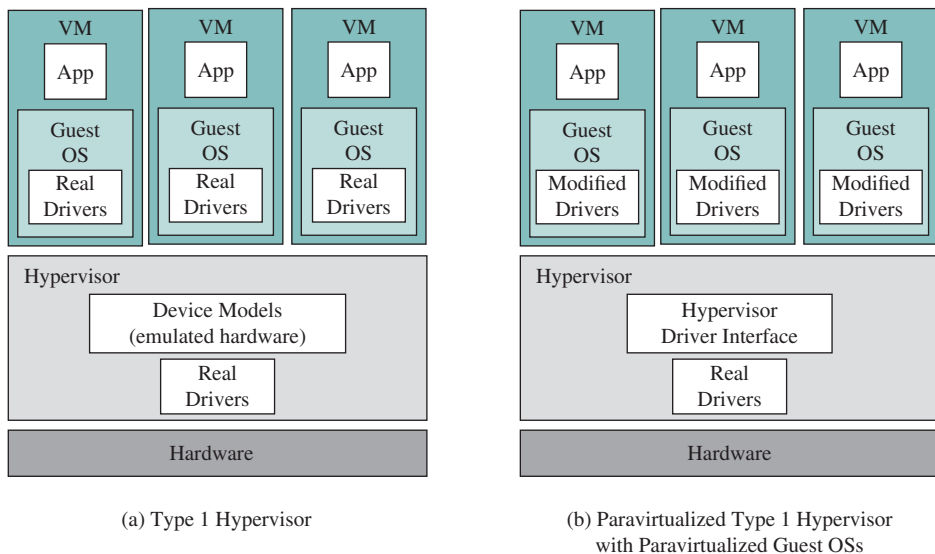 VM
App
Guest
OS
Real
Drivers
VM
App
Guest
OS
Real
Drivers
VM
App
Guest
OS
Real
Drivers
Hypervisor
Device Models
(emulated hardware)
Real
Drivers
Hardware
(a) Type 1 Hypervisor
VM
App
Guest
OS
Modified
Drivers
VM
App
Guest
OS
Modified
Drivers
VM
App
Guest
OS
Modified
Drivers
Hypervisor
Hypervisor
Driver Interface
Real
Drivers
Hardware
(b) Paravirtualized Type 1 Hypervisor
with Paravirtualized Guest OSs